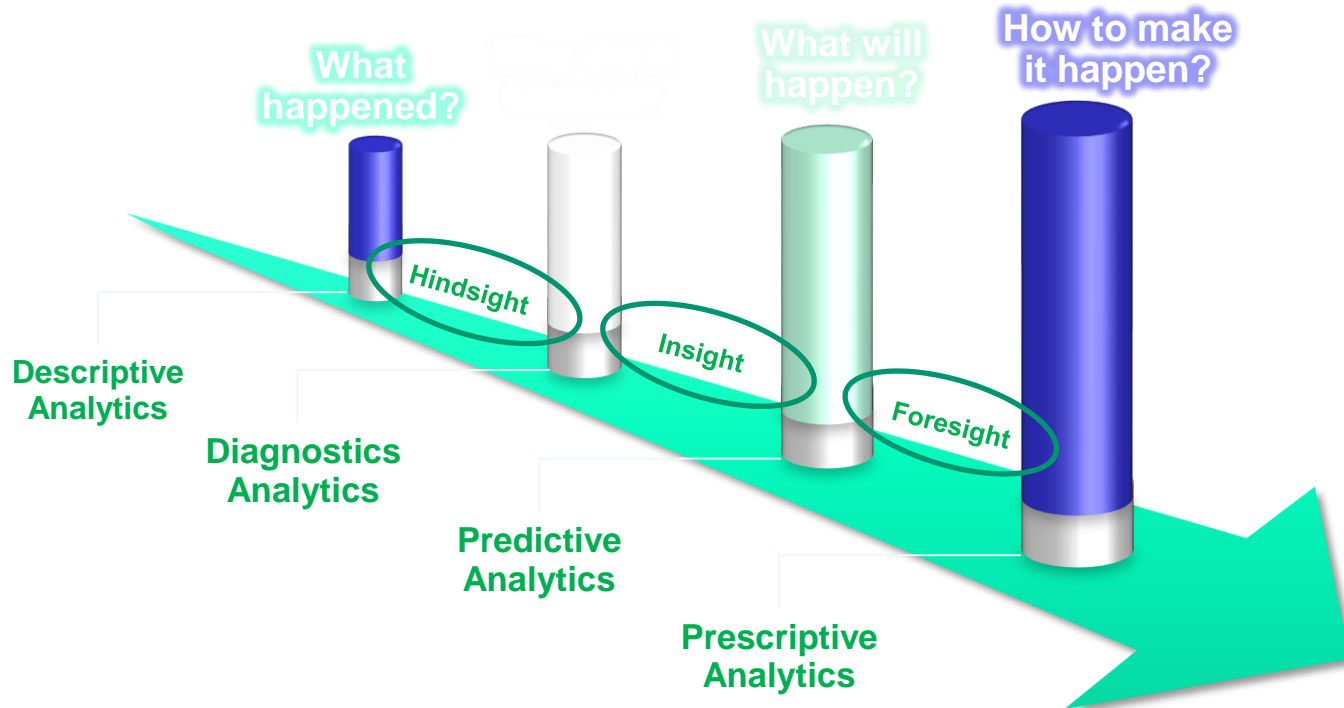 What
happened?
What will
happen?
How to make
it happen?
Hindsight
Insight
Foresight
Descriptive
Analytics
Diagnostics
Analytics
Predictive
Analytics
Prescriptive
Analytics